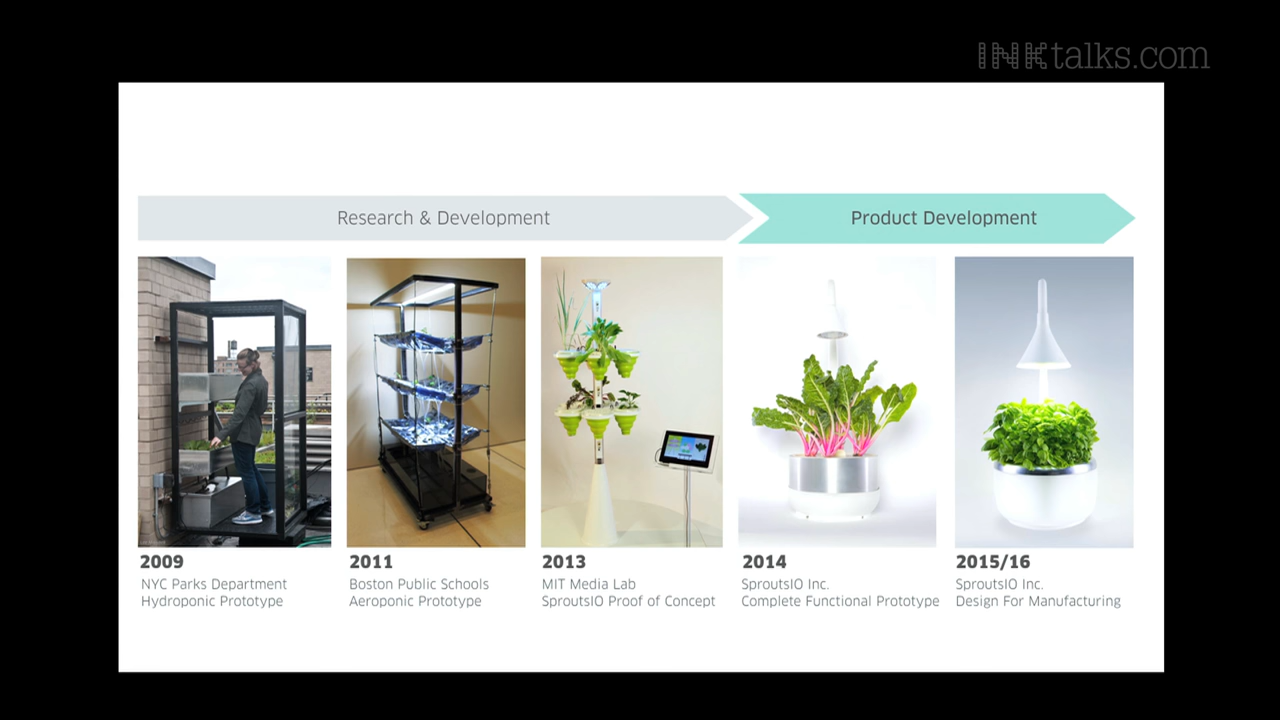 INKtalks.com
Research & Development
Product Development
2009
NYC Parks Department
Hydroponic Prototype
2011
Boston Public Schools
Aeroponic Prototype
2013
MIT Media Lab
SproutsIO Proof of Concept
2014
SproutsIO Inc.
Complete Functional Prototype
2015/16
SproutsIO Inc.
Design For Manufacturing